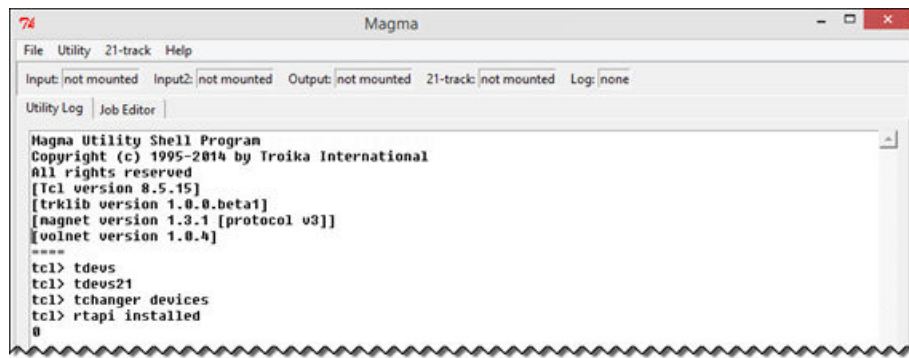 Magma
File Utility 21-track Help
Input: not mounted Input2: not mounted Output: not mounted 21-track: not mounted Log: none
Utility Log Job Editor
Magma Utility Shell Program
Copyright (c) 1995-2014 by Troika International
All rights reserved
[Tcl version 8.5.15]
[trklib version 1.0.0.beta1]
[magnet version 1.3.1 [protocol v3]]
[volnet version 1.0.4]
====
tcl> tdevs
tcl> tdevs21
tcl> tchanger devices
tcl> rtapi installed
0